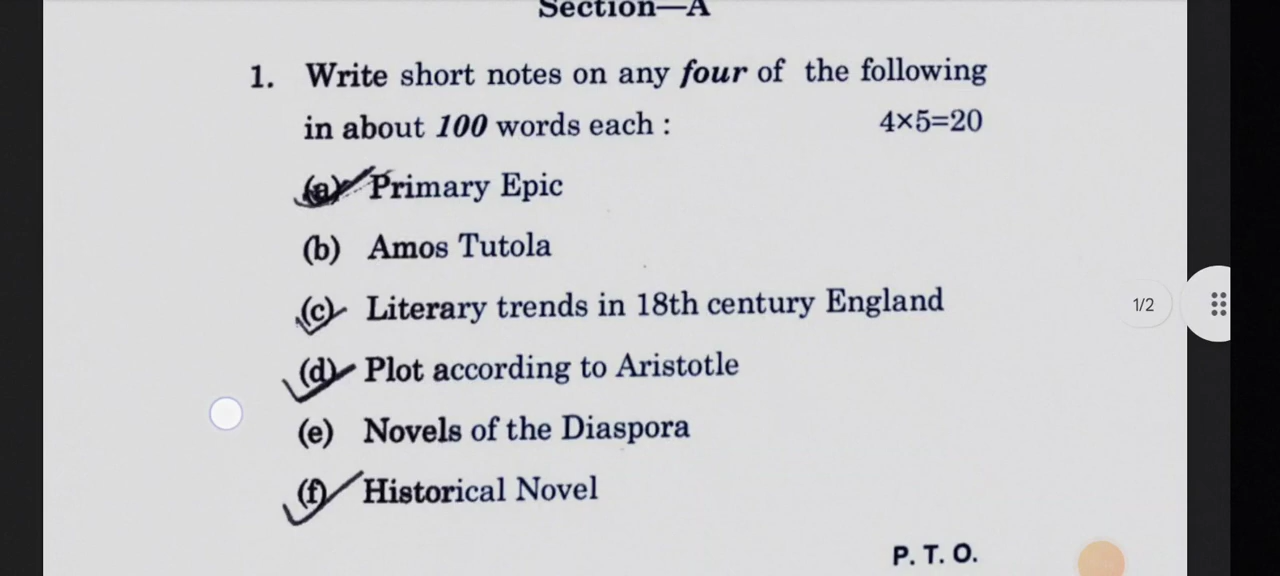 Section—A
1. Write short notes on any four of the following
in about 100 words each : 4×5=20
(a) Primary Epic
(b) Amos Tutola
(c) Literary trends in 18th century England
1/2
(d) Plot according to Aristotle
(e) Novels of the Diaspora
(f) Historical Novel
P. T. O.